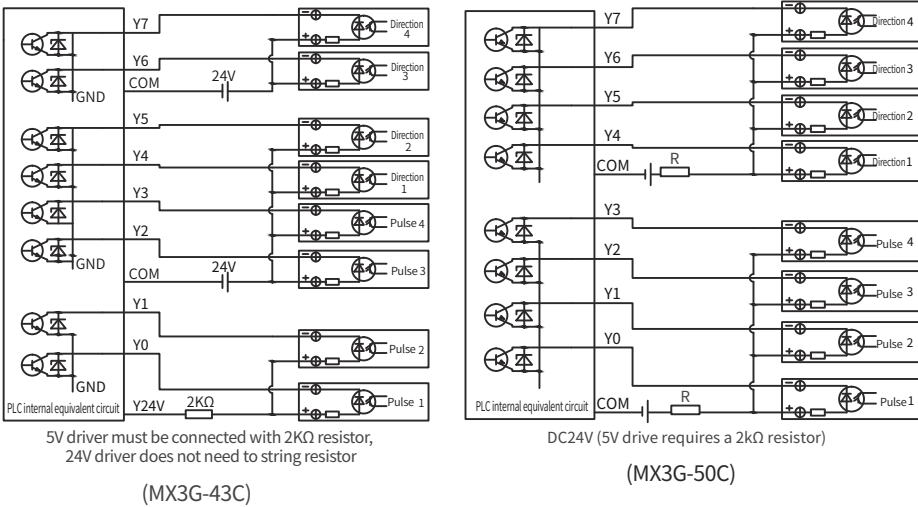 Y7
Direction
4
Y6
24V
COM
Direction
3
GND
Y5
Direction
2
Y4
Direction
1
Y3
Pulse 4
Y2
GND
24V
COM
Pulse 3
Y1
Pulse 2
Y0
GND
PLC internal equivalent circuit
Y24V
2KΩ
Pulse 1
5V driver must be connected with 2KΩ resistor,
24V driver does not need to string resistor
(MX3G-43C)
Y7
Direction 4
Y6
Direction 3
Y5
Direction 2
Y4
COM
R
Direction 1
Y3
Pulse 4
Y2
Pulse 3
Y1
Pulse 2
Y0
PLC internal equivalent circuit
COM
R
Pulse 1
DC24V (5V drive requires a 2kΩ resistor)
(MX3G-50C)